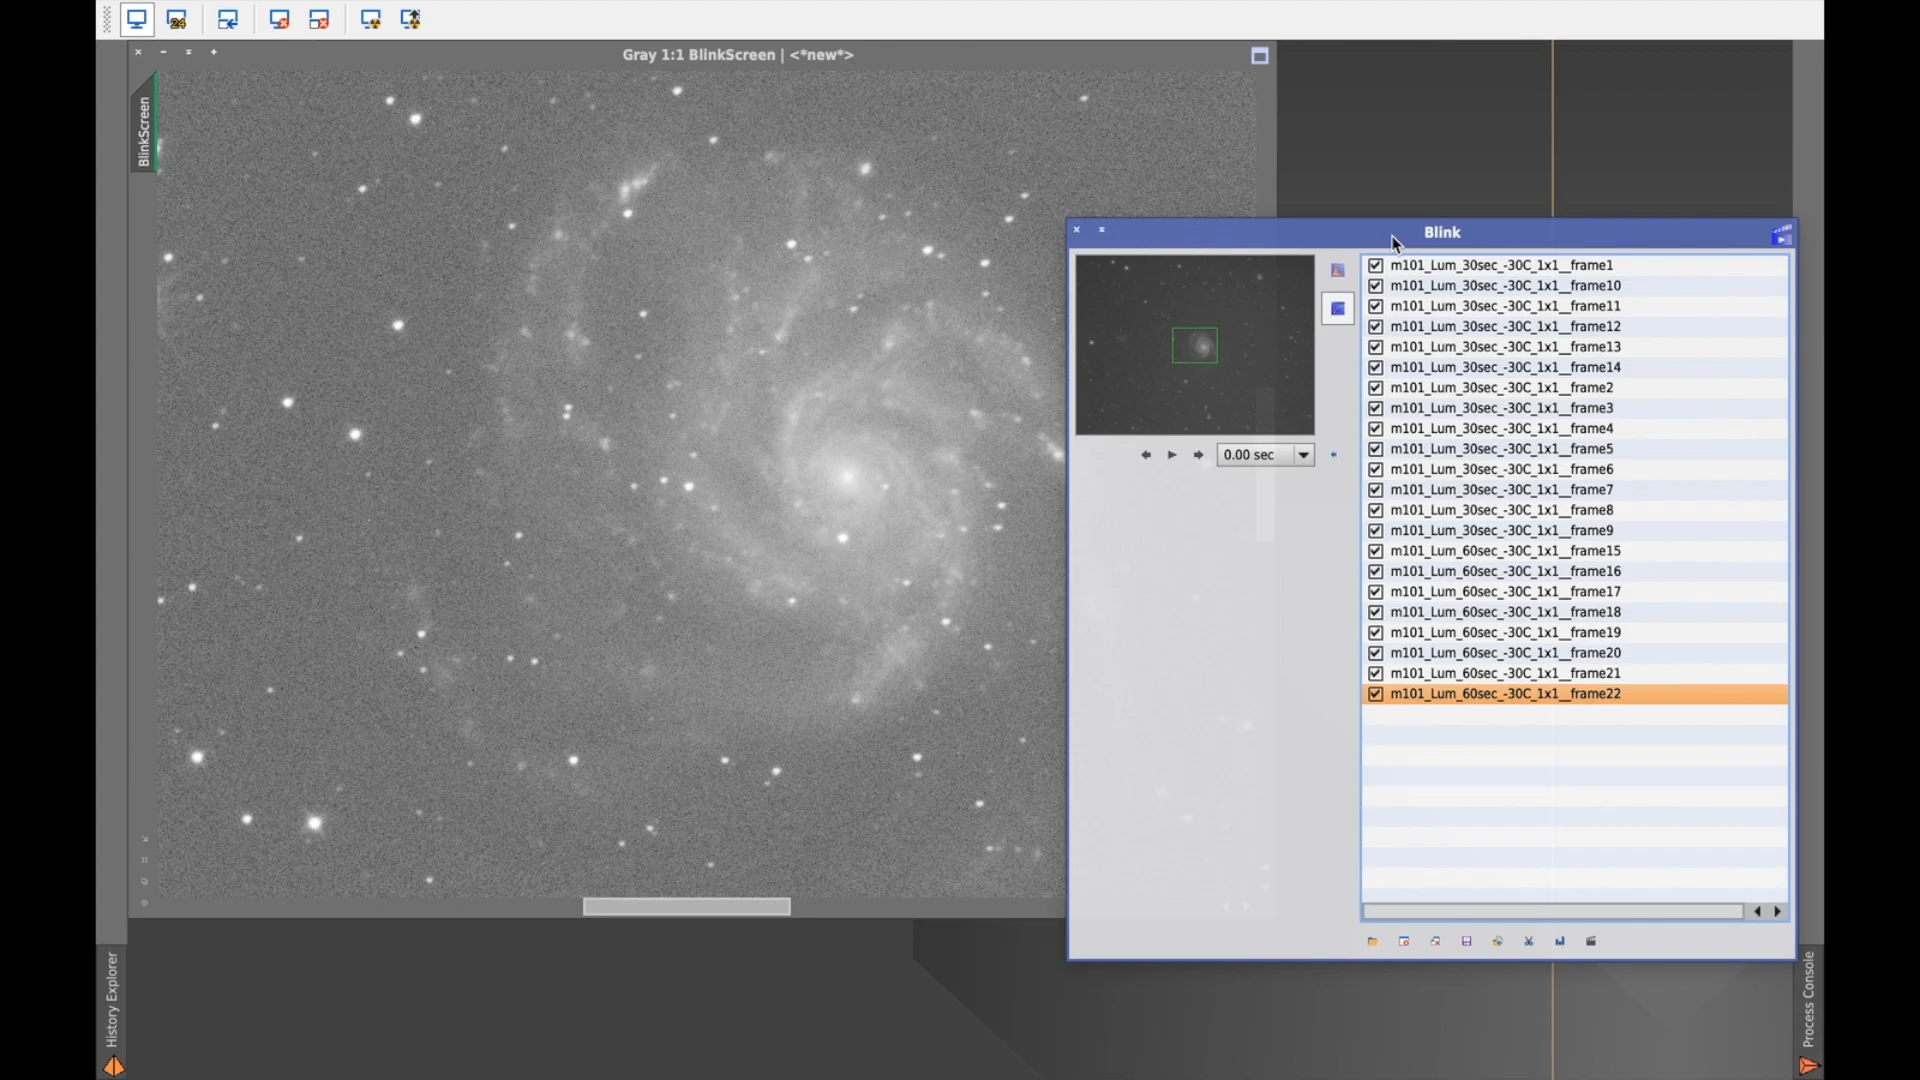 24
Gray 1:1 BlinkScreen | <*new*>
BlinkScreen
Blink
m101_Lum_30sec_-30C_1x1__frame1
m101_Lum_30sec_-30C_1x1__frame10
m101_Lum_30sec_-30C_1x1__frame11
m101_Lum_30sec_-30C_1x1__frame12
m101_Lum_30sec_-30C_1x1__frame13
m101_Lum_30sec_-30C_1x1__frame14
m101_Lum_30sec_-30C_1x1__frame2
m101_Lum_30sec_-30C_1x1__frame3
m101_Lum_30sec_-30C_1x1__frame4
m101_Lum_30sec_-30C_1x1__frame5
m101_Lum_30sec_-30C_1x1__frame6
m101_Lum_30sec_-30C_1x1__frame7
m101_Lum_30sec_-30C_1x1__frame8
m101_Lum_30sec_-30C_1x1__frame9
m101_Lum_60sec_-30C_1x1__frame15
m101_Lum_60sec_-30C_1x1__frame16
m101_Lum_60sec_-30C_1x1__frame17
m101_Lum_60sec_-30C_1x1__frame18
m101_Lum_60sec_-30C_1x1__frame19
m101_Lum_60sec_-30C_1x1__frame20
m101_Lum_60sec_-30C_1x1__frame21
m101_Lum_60sec_-30C_1x1__frame22
0.00 sec
History Explorer
Process Console